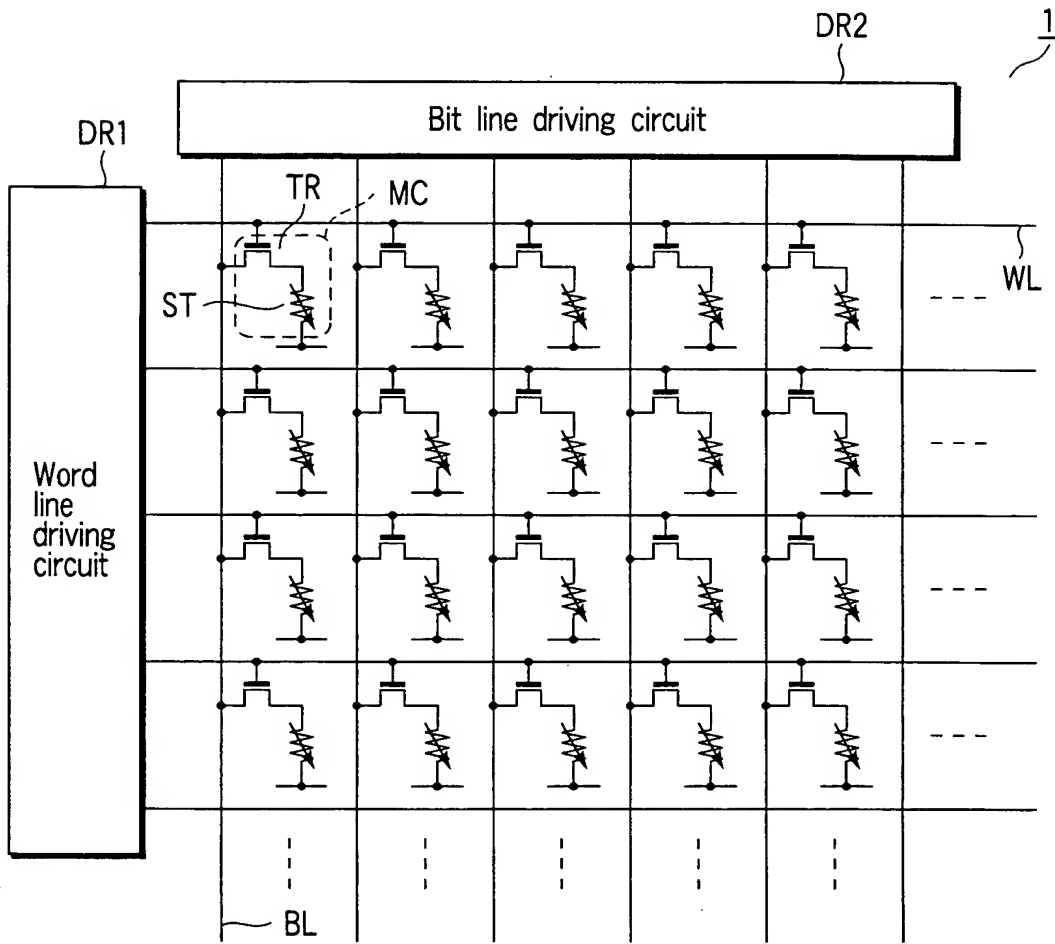 1
DR2
Bit line driving circuit
DR1
TR
MC
WL
ST
Word
line
driving
circuit
BL